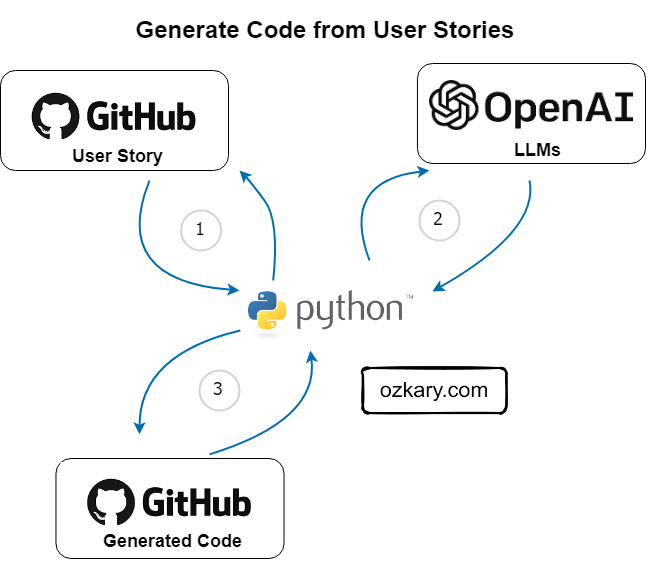 Generate Code from User Stories
GitHub
User Story
OpenAI
LLMs
1
2
python™
3
ozkary.com
GitHub
Generated Code